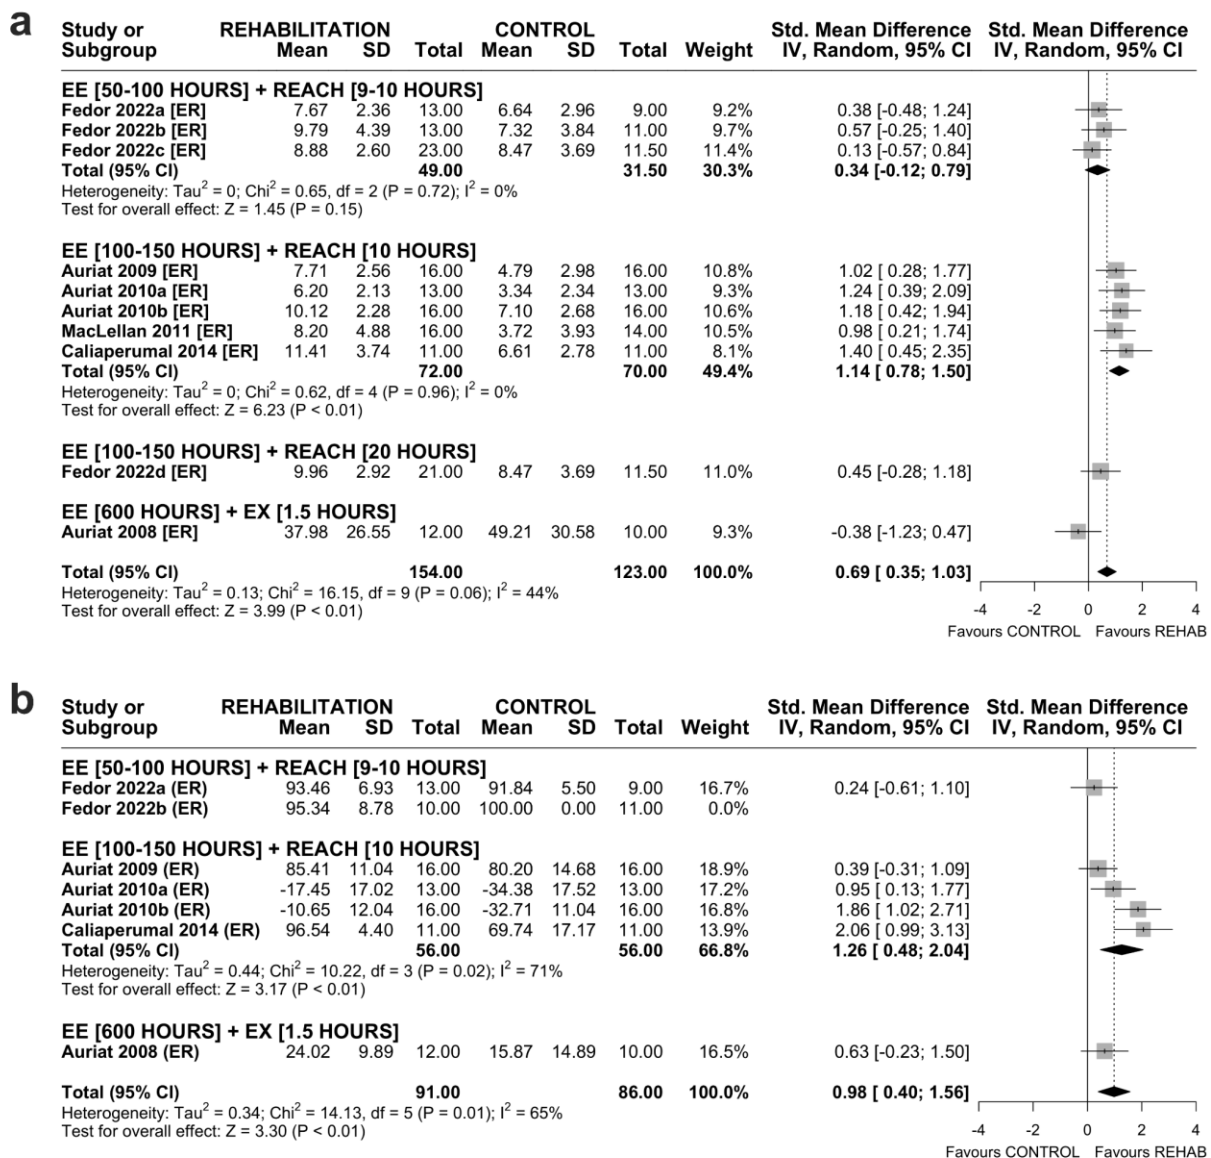 a
Study or REHABILITATION CONTROL Std. Mean Difference Std. Mean Difference
Subgroup Mean SD Total Mean SD Total Weight IV, Random, 95% CI IV, Random, 95% CI
EE [50-100 HOURS] + REACH [9-10 HOURS]
Fedor 2022a [ER] 7.67 2.36 13.00 6.64 2.96 9.00 9.2% 0.38 [-0.48; 1.24]
Fedor 2022b [ER] 9.79 4.39 13.00 7.32 3.84 11.00 9.7% 0.57 [-0.25; 1.40]
Fedor 2022c [ER] 8.88 2.60 23.00 8.47 3.69 11.50 11.4% 0.13 [-0.57; 0.84]
Total (95% CI) 49.00 31.50 30.3% 0.34 [-0.12; 0.79]
Heterogeneity: Tau² = 0; Chi² = 0.65, df = 2 (P = 0.72); I² = 0%
Test for overall effect: Z = 1.45 (P = 0.15)
EE [100-150 HOURS] + REACH [10 HOURS]
Auriat 2009 [ER] 7.71 2.56 16.00 4.79 2.98 16.00 10.8% 1.02 [ 0.28; 1.77]
Auriat 2010a [ER] 6.20 2.13 13.00 3.34 2.34 13.00 9.3% 1.24 [ 0.39; 2.09]
Auriat 2010b [ER] 10.12 2.28 16.00 7.10 2.68 16.00 10.6% 1.18 [ 0.42; 1.94]
MacLellan 2011 [ER] 8.20 4.88 16.00 3.72 3.93 14.00 10.5% 0.98 [ 0.21; 1.74]
Caliaperumal 2014 [ER] 11.41 3.74 11.00 6.61 2.78 11.00 8.1% 1.40 [ 0.45; 2.35]
Total (95% CI) 72.00 70.00 49.4% 1.14 [ 0.78; 1.50]
Heterogeneity: Tau² = 0; Chi² = 0.62, df = 4 (P = 0.96); I² = 0%
Test for overall effect: Z = 6.23 (P < 0.01)
EE [100-150 HOURS] + REACH [20 HOURS]
Fedor 2022d [ER] 9.96 2.92 21.00 8.47 3.69 11.50 11.0% 0.45 [-0.28; 1.18]
EE [600 HOURS] + EX [1.5 HOURS]
Auriat 2008 [ER] 37.98 26.55 12.00 49.21 30.58 10.00 9.3% -0.38 [-1.23; 0.47]
Total (95% CI) 154.00 123.00 100.0% 0.69 [ 0.35; 1.03]
Heterogeneity: Tau² = 0.13; Chi² = 16.15, df = 9 (P = 0.06); I² = 44%
Test for overall effect: Z = 3.99 (P < 0.01)
-4 -2 0 2 4
Favours CONTROL Favours REHAB
b
Study or REHABILITATION CONTROL Std. Mean Difference Std. Mean Difference
Subgroup Mean SD Total Mean SD Total Weight IV, Random, 95% CI IV, Random, 95% CI
EE [50-100 HOURS] + REACH [9-10 HOURS]
Fedor 2022a (ER) 93.46 6.93 13.00 91.84 5.50 9.00 16.7% 0.24 [-0.61; 1.10]
Fedor 2022b (ER) 95.34 8.78 10.00 100.00 0.00 11.00 0.0%
EE [100-150 HOURS] + REACH [10 HOURS]
Auriat 2009 (ER) 85.41 11.04 16.00 80.20 14.68 16.00 18.9% 0.39 [-0.31; 1.09]
Auriat 2010a (ER) -17.45 17.02 13.00 -34.38 17.52 13.00 17.2% 0.95 [ 0.13; 1.77]
Auriat 2010b (ER) -10.65 12.04 16.00 -32.71 11.04 16.00 16.8% 1.86 [ 1.02; 2.71]
Caliaperumal 2014 (ER) 96.54 4.40 11.00 69.74 17.17 11.00 13.9% 2.06 [ 0.99; 3.13]
Total (95% CI) 56.00 56.00 66.8% 1.26 [ 0.48; 2.04]
Heterogeneity: Tau² = 0.44; Chi² = 10.22, df = 3 (P = 0.02); I² = 71%
Test for overall effect: Z = 3.17 (P < 0.01)
EE [600 HOURS] + EX [1.5 HOURS]
Auriat 2008 (ER) 24.02 9.89 12.00 15.87 14.89 10.00 16.5% 0.63 [-0.23; 1.50]
Total (95% CI) 91.00 86.00 100.0% 0.98 [ 0.40; 1.56]
Heterogeneity: Tau² = 0.34; Chi² = 14.13, df = 5 (P = 0.01); I² = 65%
Test for overall effect: Z = 3.30 (P < 0.01)
-4 -2 0 2 4
Favours CONTROL Favours REHAB